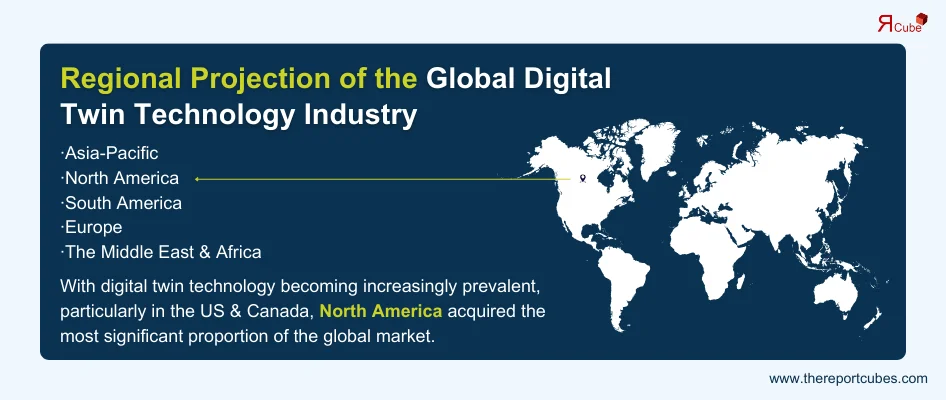 ЯCube
Regional Projection of the Global Digital
Twin Technology Industry
·Asia-Pacific
·North America
·South America
·Europe
·The Middle East & Africa
With digital twin technology becoming increasingly prevalent,
particularly in the US & Canada, North America acquired the
most significant proportion of the global market.
www.thereportcubes.com